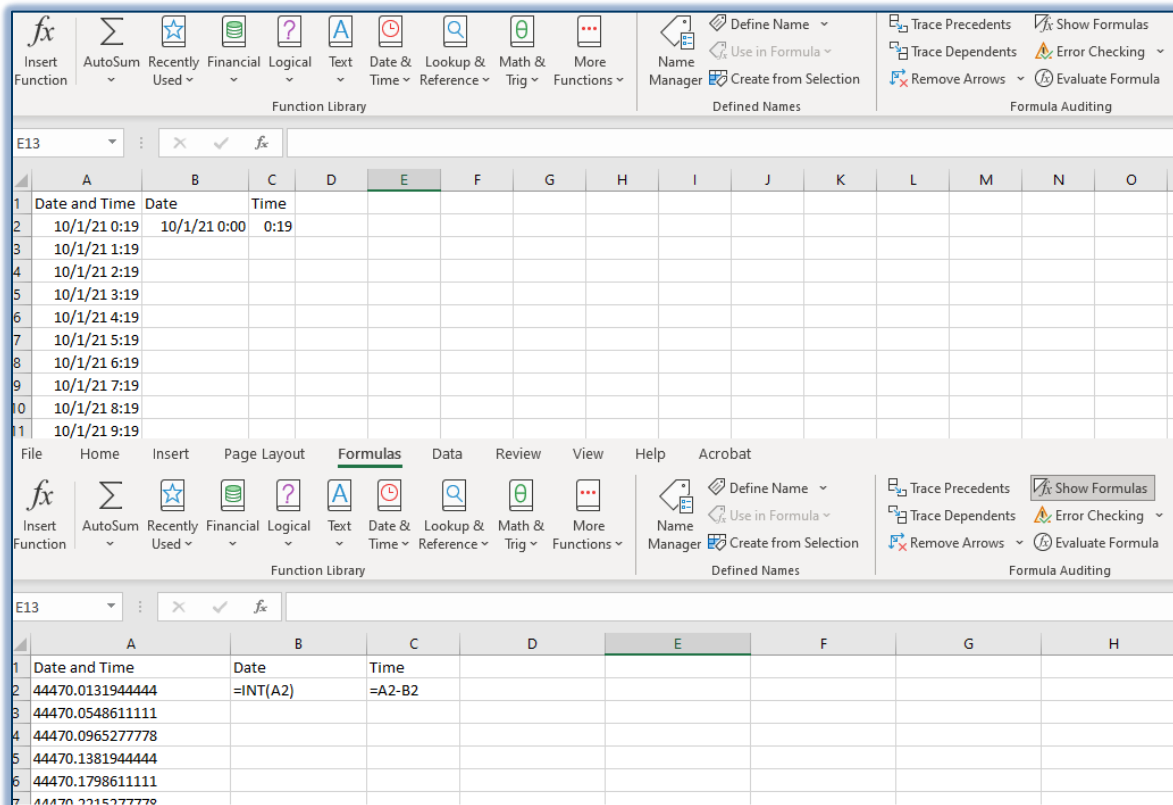 fx Σ A θ
Insert Function AutoSum Recently Used Financial Logical Text Date & Time Lookup & Reference Math & Trig More Functions
Function Library
Name Manager Define Name Use in Formula Create from Selection
Defined Names
Trace Precedents Show Formulas
Trace Dependents Error Checking
Remove Arrows Evaluate Formula
Formula Auditing
E13 fx
A B C D E F G H I J K L M N O
1 Date and Time Date Time
2 10/1/21 0:19 10/1/21 0:00 0:19
3 10/1/21 1:19
4 10/1/21 2:19
5 10/1/21 3:19
6 10/1/21 4:19
7 10/1/21 5:19
8 10/1/21 6:19
9 10/1/21 7:19
10 10/1/21 8:19
11 10/1/21 9:19
File Home Insert Page Layout Formulas Data Review View Help Acrobat
fx Σ ? A θ
Insert Function AutoSum Recently Used Financial Logical Text Date & Time Lookup & Reference Math & Trig More Functions
Function Library
Name Manager Define Name Use in Formula Create from Selection
Defined Names
Trace Precedents Show Formulas
Trace Dependents Error Checking
Remove Arrows Evaluate Formula
Formula Auditing
E13 fx
A B C D E F G H
1 Date and Time Date Time
2 44470.0131944444 =INT(A2) =A2-B2
3 44470.0548611111
4 44470.0965277778
5 44470.1381944444
6 44470.1798611111
7 44470.2215277778